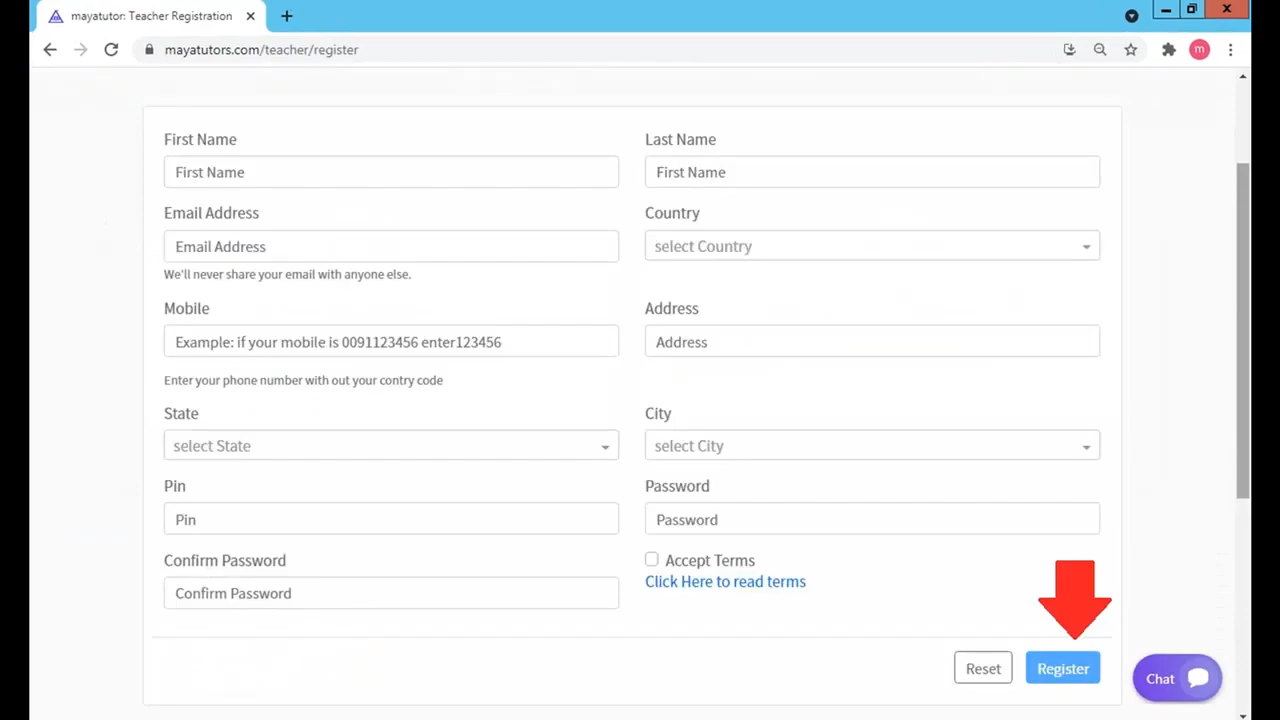 mayatutor: Teacher Registration
mayatutors.com/teacher/register
m
First Name
Last Name
First Name
First Name
Email Address
Country
Email Address
select Country
We'll never share your email with anyone else.
Mobile
Address
Example: if your mobile is 0091123456 enter123456
Address
Enter your phone number with out your contry code
State
City
select State
select City
Pin
Password
Pin
Password
Confirm Password
Accept Terms
Click Here to read terms
Confirm Password
Reset
Register
Chat